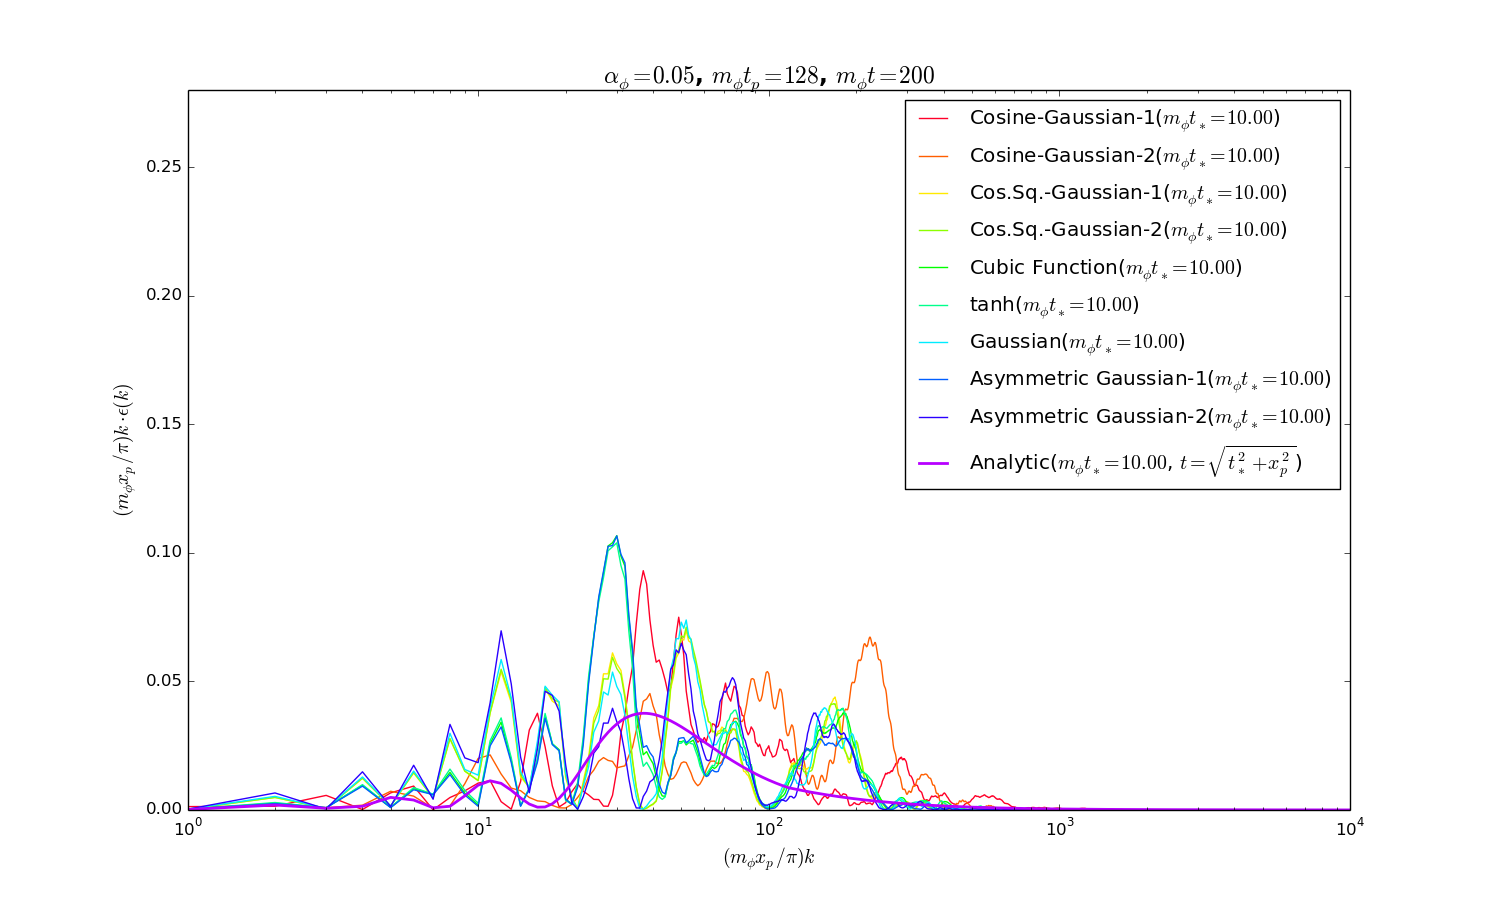 α_ϕ=0.05, m_ϕt_p=128, m_ϕt=200
0.25
0.20
0.15
0.10
0.05
0.00
(m_ϕx_p/π)k·ϵ(k)
Cosine-Gaussian-1(m_ϕt_*=10.00)
Cosine-Gaussian-2(m_ϕt_*=10.00)
Cos.Sq.-Gaussian-1(m_ϕt_*=10.00)
Cos.Sq.-Gaussian-2(m_ϕt_*=10.00)
Cubic Function(m_ϕt_*=10.00)
tanh(m_ϕt_*=10.00)
Gaussian(m_ϕt_*=10.00)
Asymmetric Gaussian-1(m_ϕt_*=10.00)
Asymmetric Gaussian-2(m_ϕt_*=10.00)
Analytic(m_ϕt_*=10.00, t=√(t_*^2+x_p^2))
10^0 10^1 10^2 10^3 10^4
(m_ϕx_p/π)k